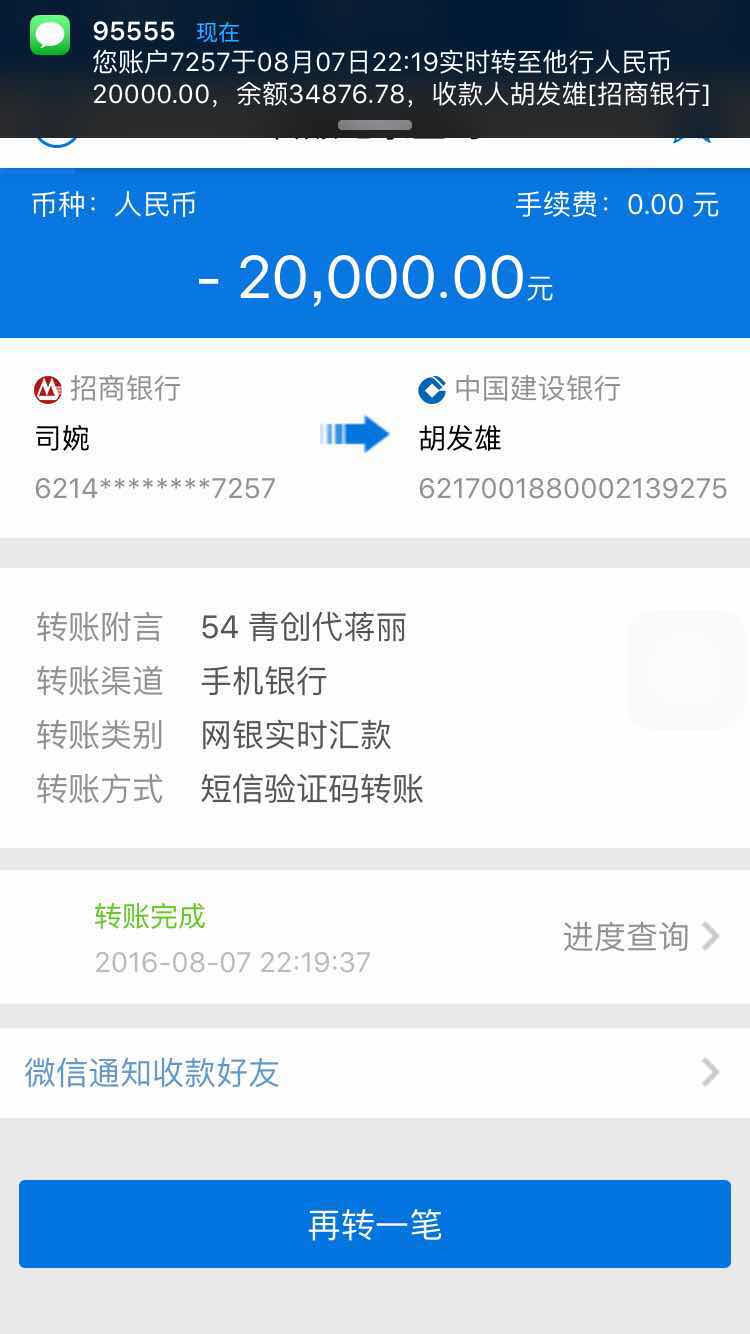 95555 现在
您账户7257于08月07日22:19实时转至他行人民币
20000.00，余额34876.78，收款人胡发雄[招商银行]
币种：人民币 手续费：0.00 元
- 20,000.00元
招商银行 中国建设银行
司婉 胡发雄
6214********7257 6217001880002139275
转账附言 54 青创代蒋丽
转账渠道 手机银行
转账类别 网银实时汇款
转账方式 短信验证码转账
转账完成
进度查询
2016-08-07 22:19:37
微信通知收款好友
再转一笔